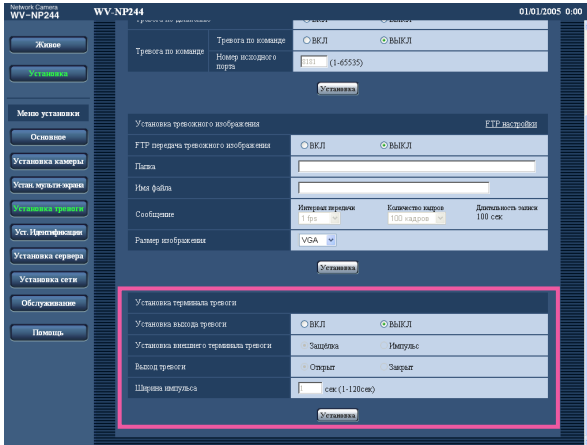 Network Camera
WV-NP244
WV-NP244
01/01/2005 0:00
Живое
Установка
Меню установки
Основное
Установка камеры
Устан. мульти-экрана
Установка тревоги
Уст. Идентификации
Установка сервера
Установка сети
Обслуживание
Помощь
Тревога по команде
Тревога по команде
ВКЛ
ВЫКЛ
Номер исходного порта
8181 (1-65535)
Установка
Установка тревожного изображения
FTP настройки
FTP передача тревожного изображения
ВКЛ
ВЫКЛ
Папка
Имя файла
Сообщение
Интервал передачи
Количество кадров
Длительность записи
1 fps
100 кадров
100 сек
Размер изображения
VGA
Установка
Установка терминала тревоги
Установка выхода тревоги
ВКЛ
ВЫКЛ
Установка внешнего терминала тревоги
Защёлка
Импульс
Выход тревоги
Открыт
Закрыт
Ширина импульса
1 сек (1-120сек)
Установка